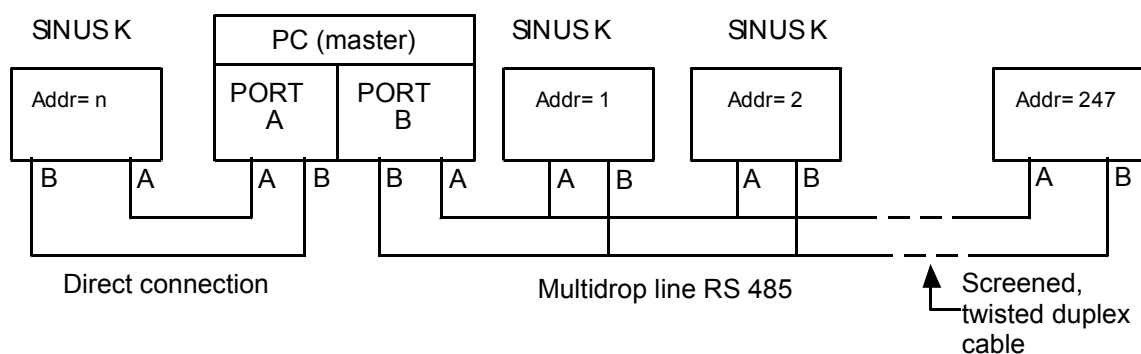 SINUS K
PC (master)
SINUS K
SINUS K
Addr= n
PORT
A
PORT
B
Addr= 1
Addr= 2
Addr= 247
B
A
A
B
B
A
A
B
A
B
A
B
Direct connection
Multidrop line RS 485
Screened,
twisted duplex
cable